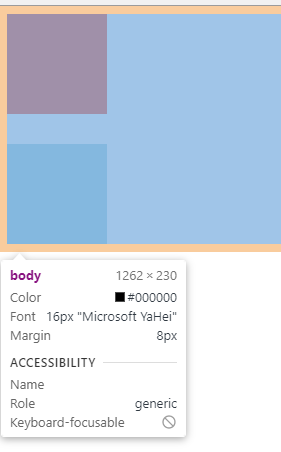 body 1262 × 230
Color #000000
Font 16px "Microsoft YaHei"
Margin 8px
ACCESSIBILITY
Name
Role generic
Keyboard-focusable